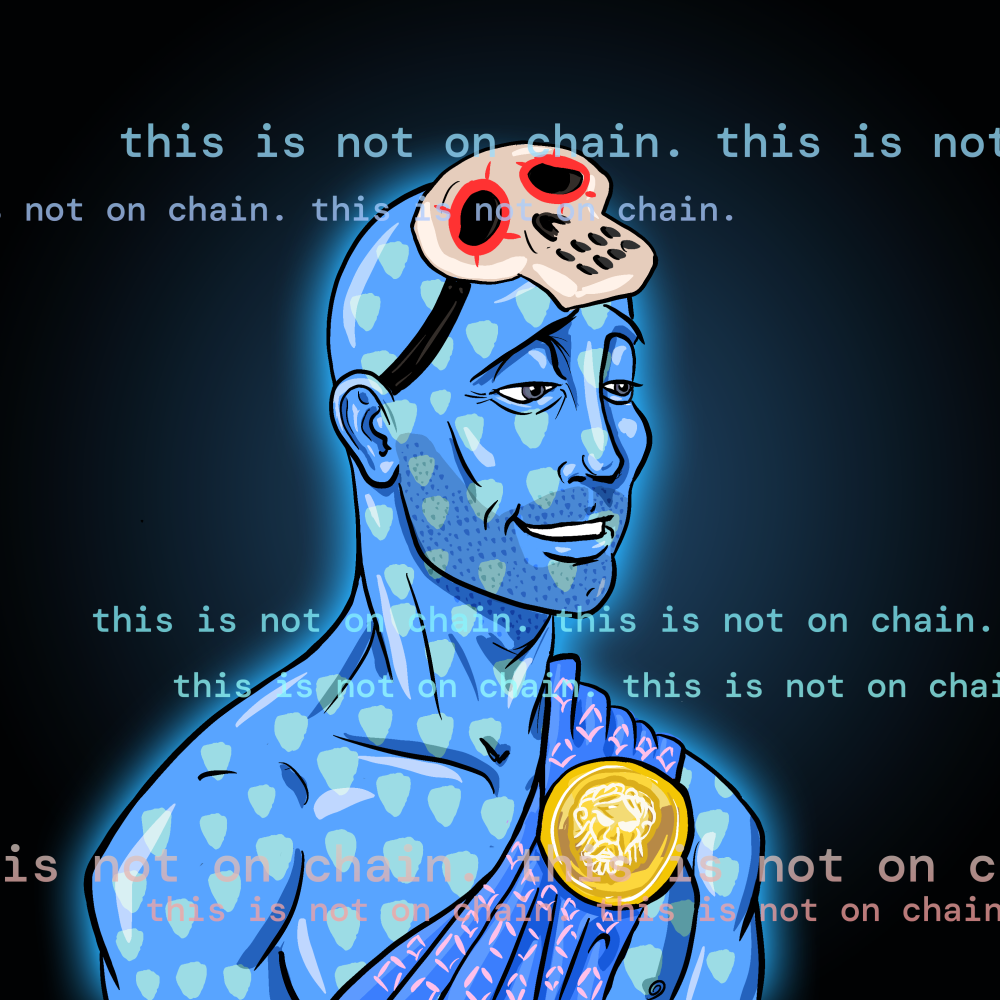 this is not on chain. this is not
not on chain. this is not on chain.
this is not on chain. this is not on chain.
this is not on chain. this is not on chai
is not on chain. this is not on c
this is not on chain. this is not on chain